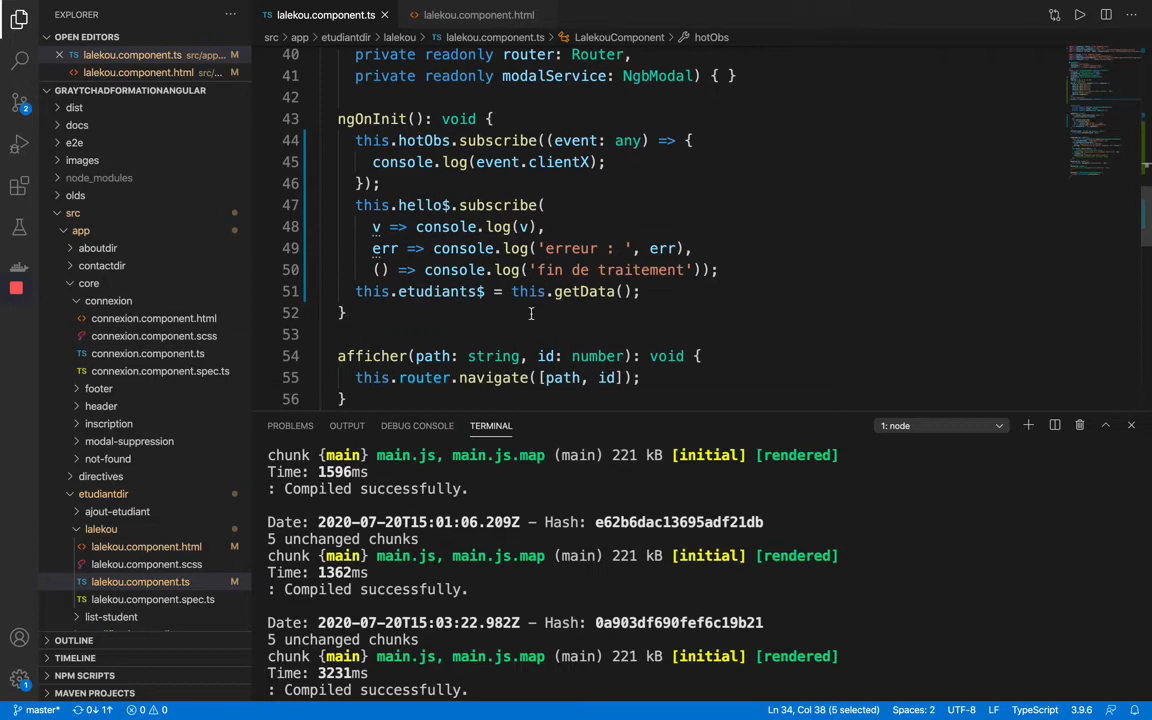 EXPLORER
···
lalekou.component.ts
lalekou.component.html
src > app > etudiantdir > lalekou > lalekou.component.ts > LalekouComponent > hotObs
OPEN EDITORS
lalekou.component.ts src/app... M
lalekou.component.html src/... M
GRAYTCHADFORMATIONANGULAR
dist
docs
e2e
images
node_modules
olds
src
app
aboutdir
contactdir
core
connexion
connexion.component.html
connexion.component.scss
connexion.component.ts
connexion.component.spec.ts
footer
header
inscription
modal-suppression
not-found
directives
etudiantdir
ajout-etudiant
lalekou
lalekou.component.html M
lalekou.component.scss
lalekou.component.ts M
lalekou.component.spec.ts
list-student
OUTLINE
TIMELINE
NPM SCRIPTS
MAVEN PROJECTS
2
1
40 private readonly router: Router,
41 private readonly modalService: NgbModal) { }
42
43 ngOnInit(): void {
44 this.hotObs.subscribe((event: any) => {
45 console.log(event.clientX);
46 });
47 this.hello$.subscribe(
48 v => console.log(v),
49 err => console.log('erreur : ', err),
50 () => console.log('fin de traitement'));
51 this.etudiants$ = this.getData();
52 }
53
54 afficher(path: string, id: number): void {
55 this.router.navigate([path, id]);
56 }
PROBLEMS OUTPUT DEBUG CONSOLE TERMINAL 1: node
chunk {main} main.js, main.js.map (main) 221 kB [initial] [rendered]
Time: 1596ms
: Compiled successfully.
Date: 2020-07-20T15:01:06.209Z - Hash: e62b6dac13695adf21db
5 unchanged chunks
chunk {main} main.js, main.js.map (main) 221 kB [initial] [rendered]
Time: 1362ms
: Compiled successfully.
Date: 2020-07-20T15:03:22.982Z - Hash: 0a903df690fef6c19b21
5 unchanged chunks
chunk {main} main.js, main.js.map (main) 221 kB [initial] [rendered]
Time: 3231ms
: Compiled successfully.
master* 0↓ 1↑ 0 0 Ln 34, Col 38 (5 selected) Spaces: 2 UTF-8 LF TypeScript 3.9.6